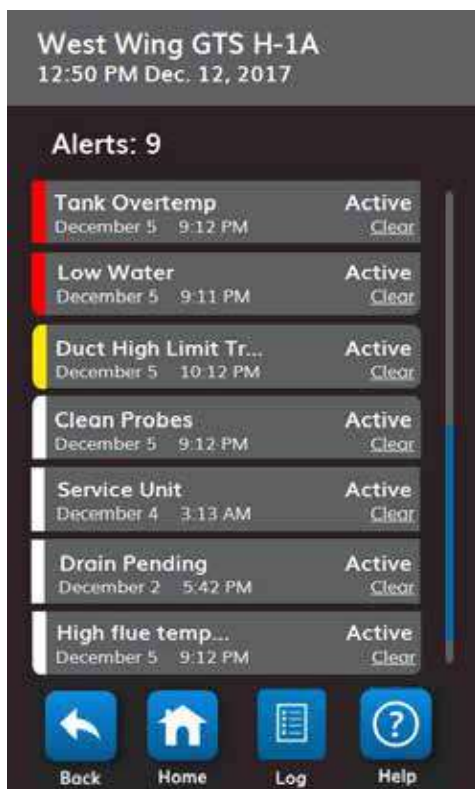 West Wing GTS H-1A
12:50 PM Dec. 12, 2017
Alerts: 9
Tank Overtemp Active
December 5 9:12 PM Clear
Low Water Active
December 5 9:11 PM Clear
Duct High Limit Tr... Active
December 5 10:12 PM Clear
Clean Probes Active
December 5 9:12 PM Clear
Service Unit Active
December 4 3:13 AM Clear
Drain Pending Active
December 2 5:42 PM Clear
High flue temp... Active
December 5 9:12 PM Clear
Back Home Log Help